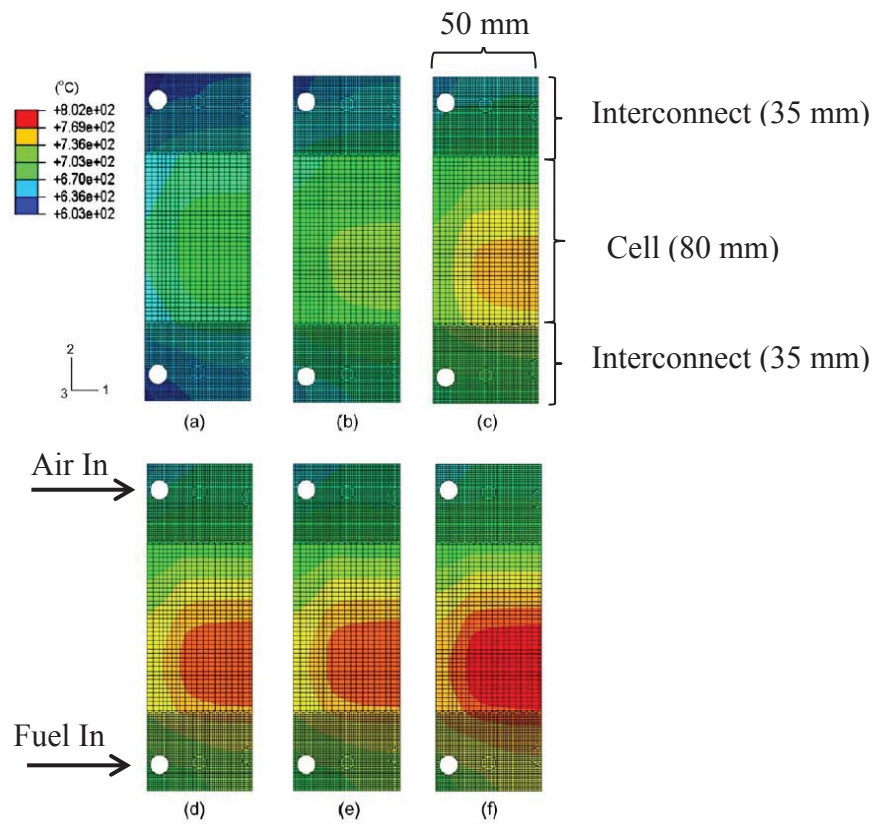 50 mm
(°C)
+8.02e+02
+7.69e+02
+7.36e+02
+7.03e+02
+6.70e+02
+6.36e+02
+6.03e+02
Interconnect (35 mm)
Cell (80 mm)
Interconnect (35 mm)
2
3 1
(a) (b) (c)
Air In
Fuel In
(d) (e) (f)